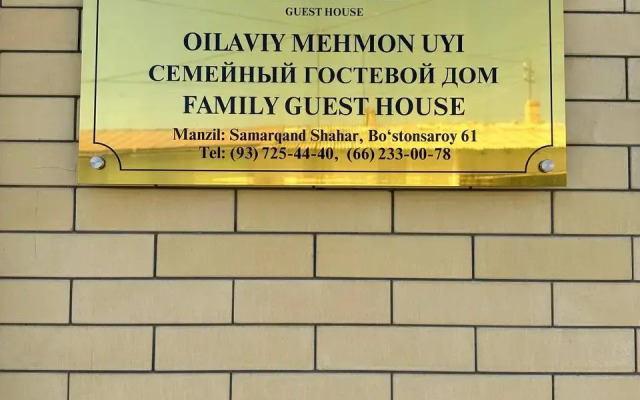 GUEST HOUSE
OILAVIY MEHMON UYI
СЕМЕЙНЫЙ ГОСТЕВОЙ ДОМ
FAMILY GUEST HOUSE
Manzil: Samarqand Shahar, Bo‘stonsaroy 61
Tel: (93) 725-44-40, (66) 233-00-78